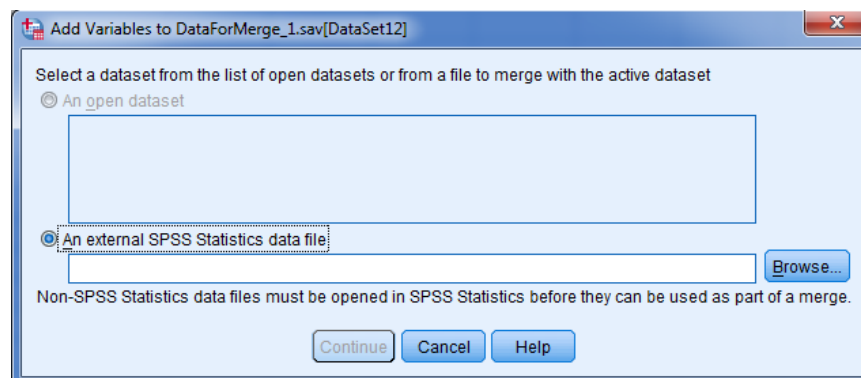 Add Variables to DataForMerge_1.sav[DataSet12]
Select a dataset from the list of open datasets or from a file to merge with the active dataset
An open dataset
An external SPSS Statistics data file
Browse...
Non-SPSS Statistics data files must be opened in SPSS Statistics before they can be used as part of a merge.
Continue Cancel Help